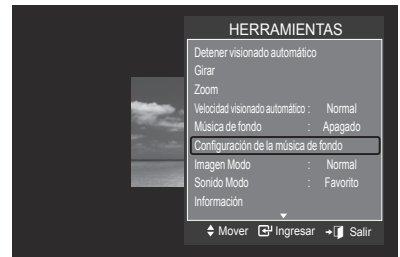 HERRAMIENTAS
Detener visionado automático
Girar
Zoom
Velocidad visionado automático : Normal
Música de fondo : Apagado
Configuración de la música de fondo
Imagen Modo : Normal
Sonido Modo : Favorito
Información
Mover Ingresar Salir